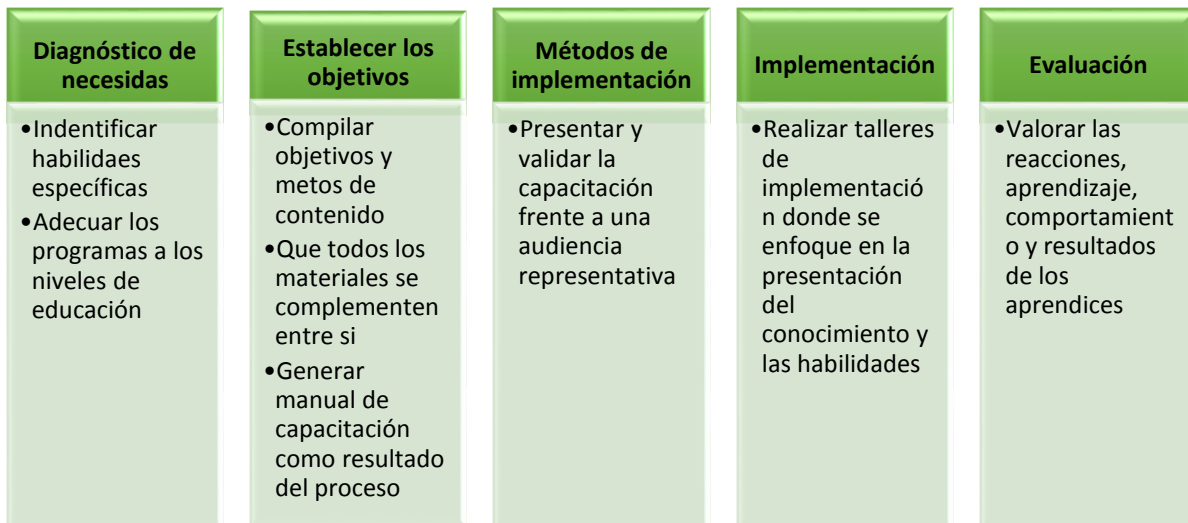 Diagnóstico de
necesidas
•Indentificar
habilidaes
específicas
•Adecuar los
programas a los
niveles de
educación
Establecer los
objetivos
•Compilar
objetivos y
metos de
contenido
•Que todos los
materiales se
complementen
entre si
•Generar
manual de
capacitación
como resultado
del proceso
Métodos de
implementación
•Presentar y
validar la
capacitación
frente a una
audiencia
representativa
Implementación
•Realizar talleres
de
implementació
n donde se
enfoque en la
presentación
del
conocimiento y
las habilidades
Evaluación
•Valorar las
reacciones,
aprendizaje,
comportamient
o y resultados
de los
aprendices